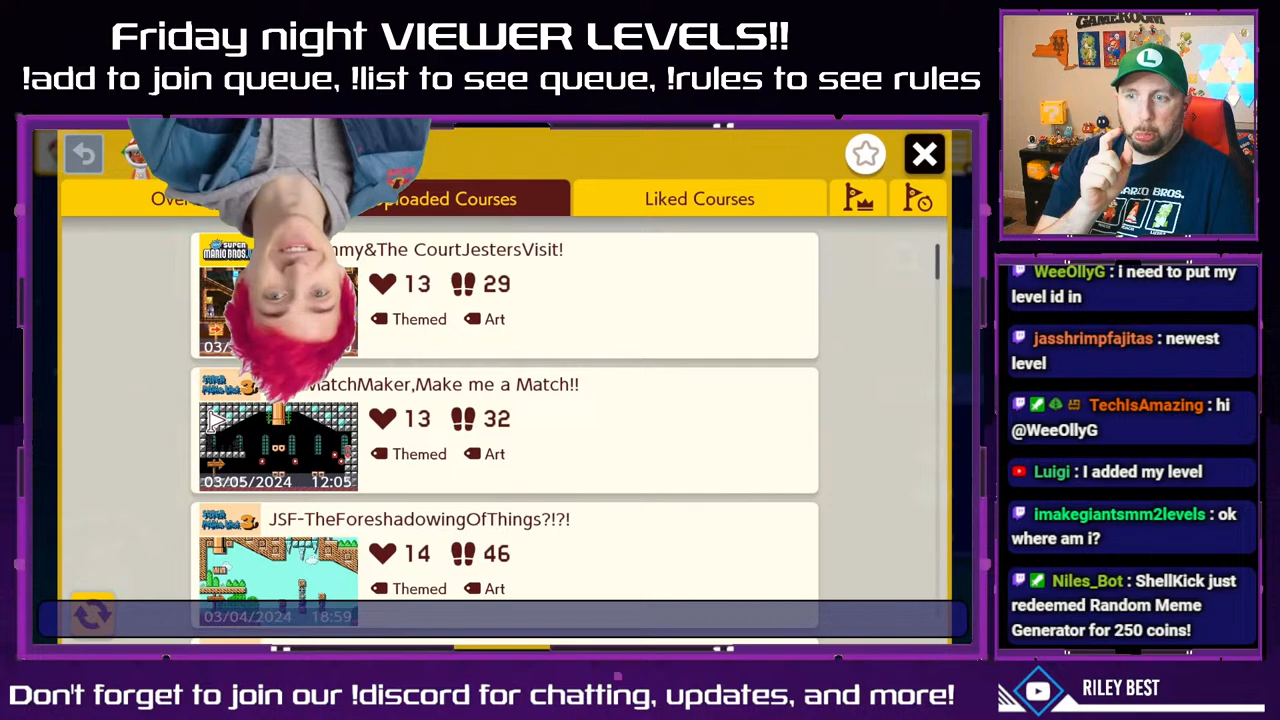 Friday night VIEWER LEVELS!!
!add to join queue, !list to see queue, !rules to see rules
Uploaded Courses
Liked Courses
CourtJestersVisit!
13 29
Themed Art
MatchMaker,Make me a Match!!
13 32
Themed Art
03/05/2024 12:05
JSF-TheForeshadowingOfThings?!?!
14 46
Themed Art
03/04/2024 18:59
WeeOllyG : i need to put my
level id in
jasshrimpfajitas : newest
level
TechIsAmazing : hi
@WeeOllyG
Luigi : I added my level
imakegiantsmm2levels : ok
where am i?
Niles_Bot : ShellKick just
redeemed Random Meme
Generator for 250 coins!
Don't forget to join our !discord for chatting, updates, and more!
RILEY BEST